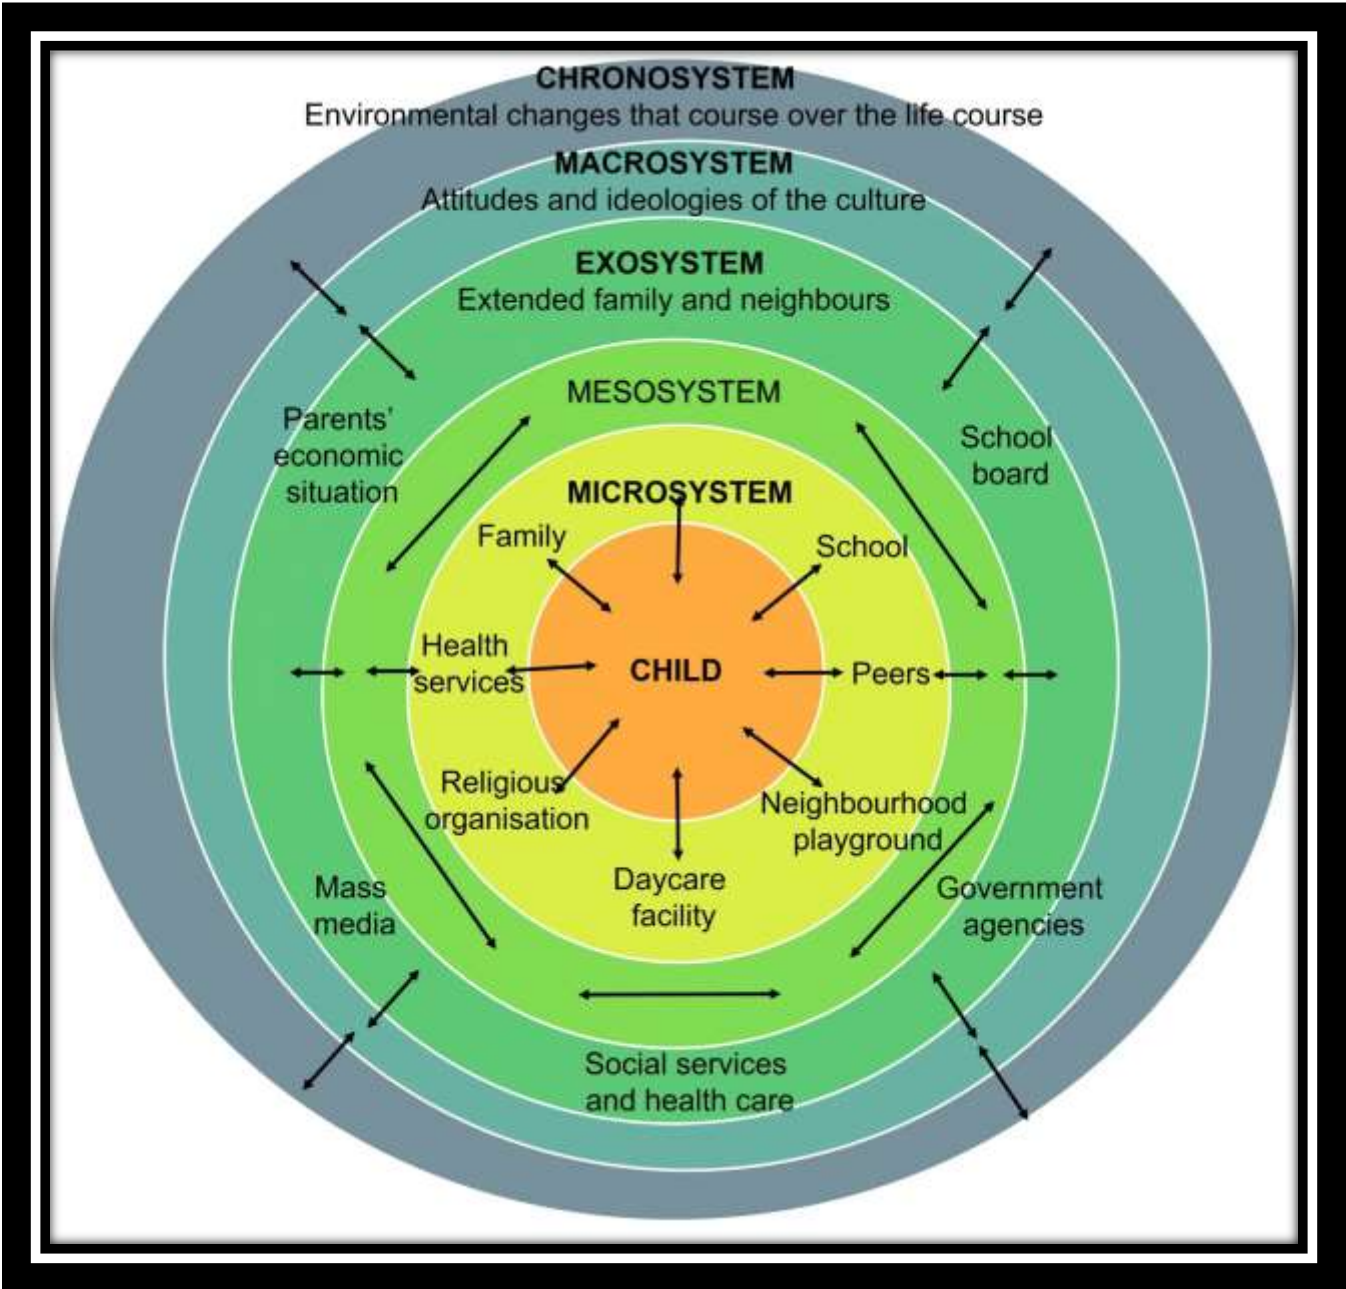 CHRONOSYSTEM
Environmental changes that course over the life course
MACROSYSTEM
Attitudes and ideologies of the culture
EXOSYSTEM
Extended family and neighbours
MESOSYSTEM
Parents'
economic
situation
School
board
MICROSYSTEM
Family
School
Health
services
CHILD
Peers
Religious
organisation
Neighbourhood
playground
Daycare
facility
Mass
media
Government
agencies
Social services
and health care